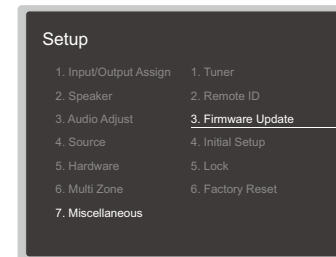 Setup
1. Input/Output Assign
2. Speaker
3. Audio Adjust
4. Source
5. Hardware
6. Multi Zone
7. Miscellaneous
1. Tuner
2. Remote ID
3. Firmware Update
4. Initial Setup
5. Lock
6. Factory Reset